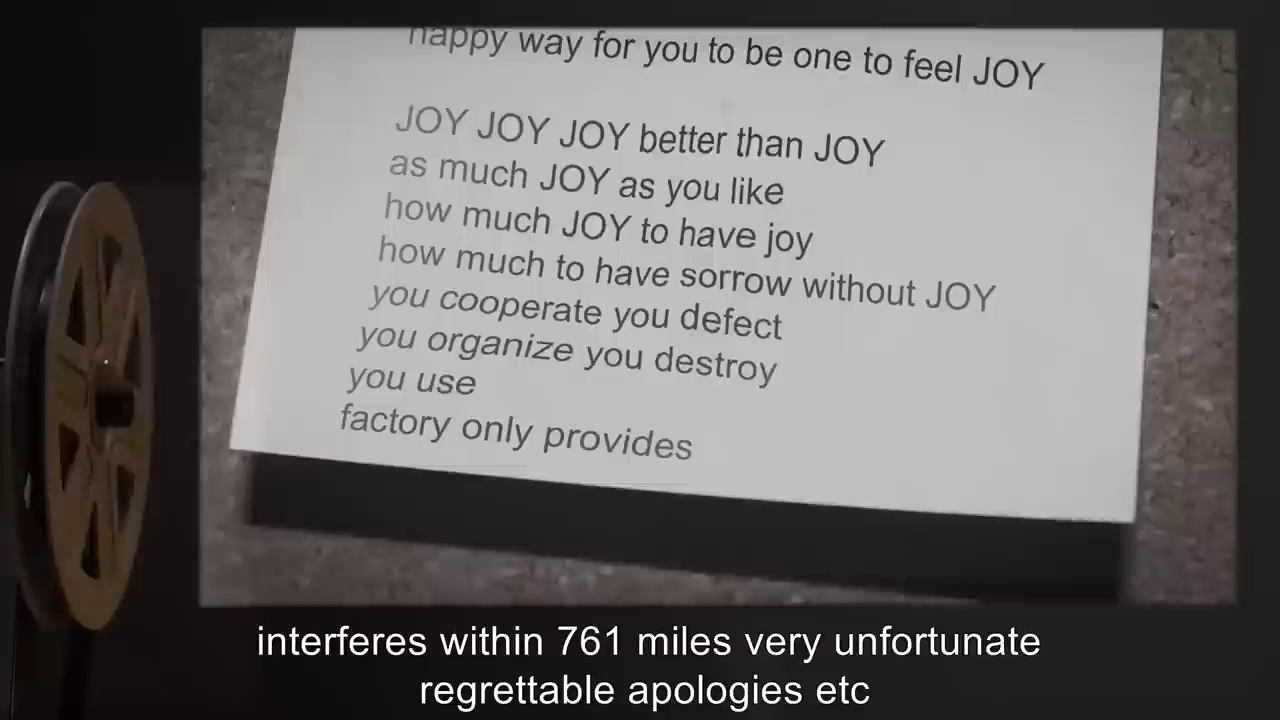 happy way for you to be one to feel JOY
JOY JOY JOY better than JOY
as much JOY as you like
how much JOY to have joy
how much to have sorrow without JOY
you cooperate you defect
you organize you destroy
you use
factory only provides
interferes within 761 miles very unfortunate
regrettable apologies etc